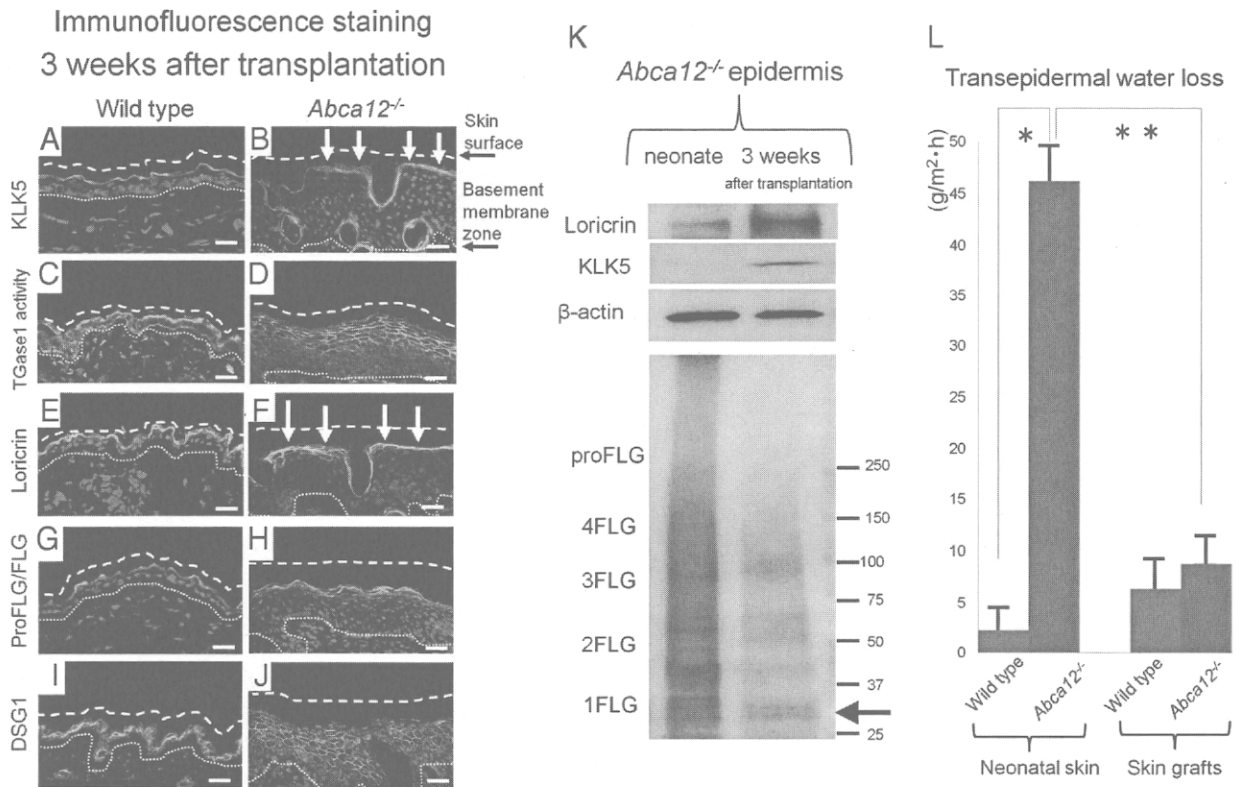 Immunofluorescence staining
3 weeks after transplantation
Wild type
Abca12-/-
Skin surface
Basement membrane zone
KLK5
TGase1 activity
Loricrin
ProFLG/FLG
DSG1
A
B
C
D
E
F
G
H
I
J
K
Abca12-/- epidermis
neonate
3 weeks
after transplantation
Loricrin
KLK5
β-actin
proFLG
4FLG
3FLG
2FLG
1FLG
250
150
100
75
50
37
25
L
Transepidermal water loss
(g/m²·h)
*
* *
50
45
40
35
30
25
20
15
10
5
0
Wild type
Abca12-/-
Wild type
Abca12-/-
Neonatal skin
Skin grafts